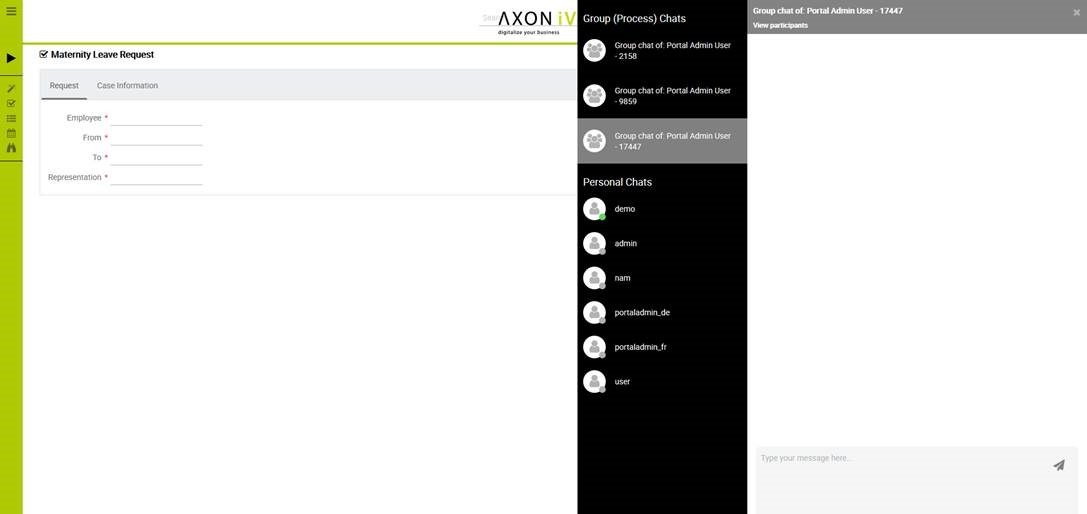 Sea
AXON iV
digitalize your business
Maternity Leave Request
Request
Case Information
Employee *
From *
To *
Representation *
Group (Process) Chats
Group chat of: Portal Admin User
- 2158
Group chat of: Portal Admin User
- 9859
Group chat of: Portal Admin User
- 17447
Personal Chats
demo
admin
nam
portaladmin_de
portaladmin_fr
user
Group chat of: Portal Admin User - 17447
View participants
Type your message here...